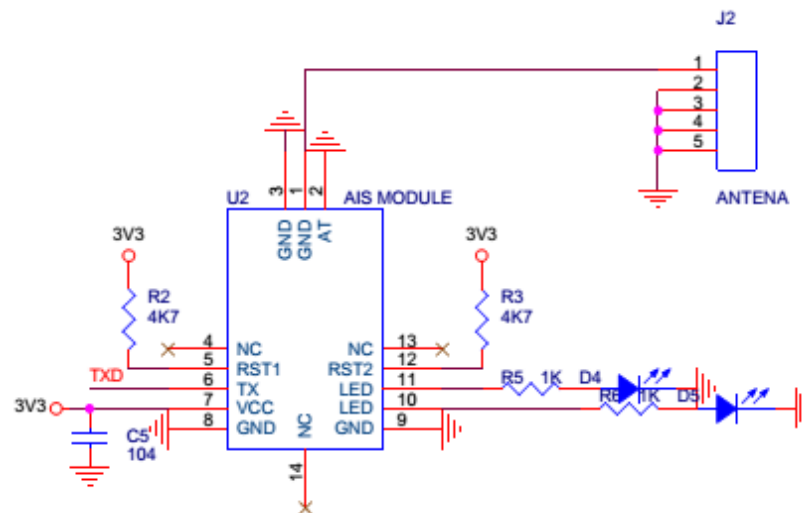 J2
1
2
3
4
5
ANTENA
U2
AIS MODULE
3
1
2
GND
GND
AT
3V3
R2
4K7
3V3
R3
4K7
4
NC
NC
13
5
RST1
RST2
12
TXD
6
TX
LED
11
R5
1K
D4
3V3
7
VCC
LED
10
R6
1K
D5
8
GND
NC
GND
9
C5
104
14